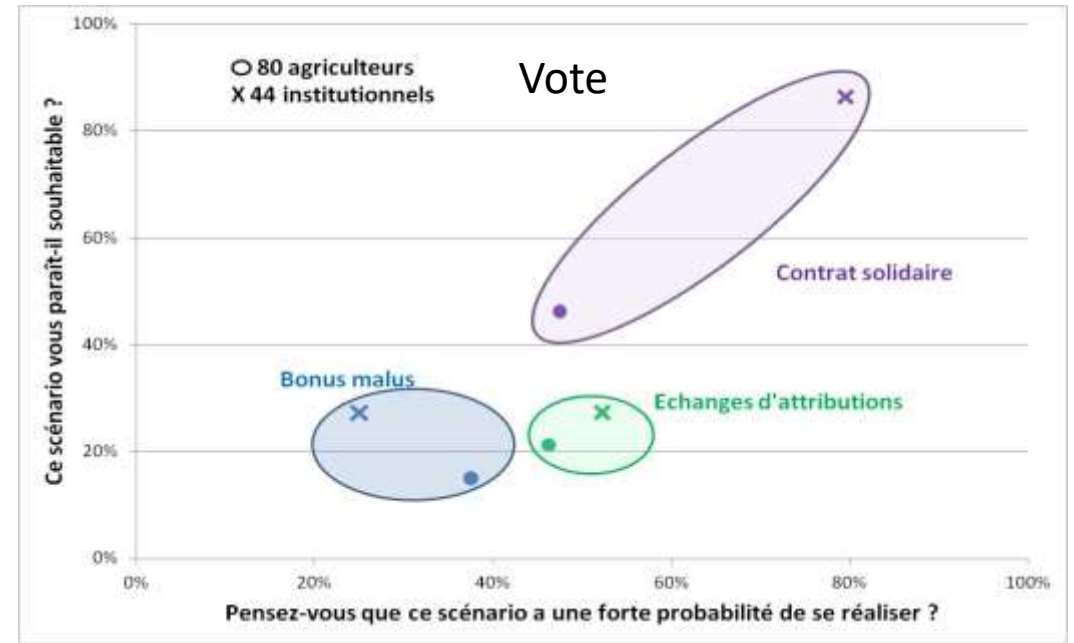 Vote
O 80 agriculteurs
X 44 institutionnels
Ce scénario vous paraît-il souhaitable ?
100%
80%
60%
40%
20%
0%
Contrat solidaire
Bonus malus
Echanges d'attributions
0%
20%
40%
60%
80%
100%
Pensez-vous que ce scénario a une forte probabilité de se réaliser ?